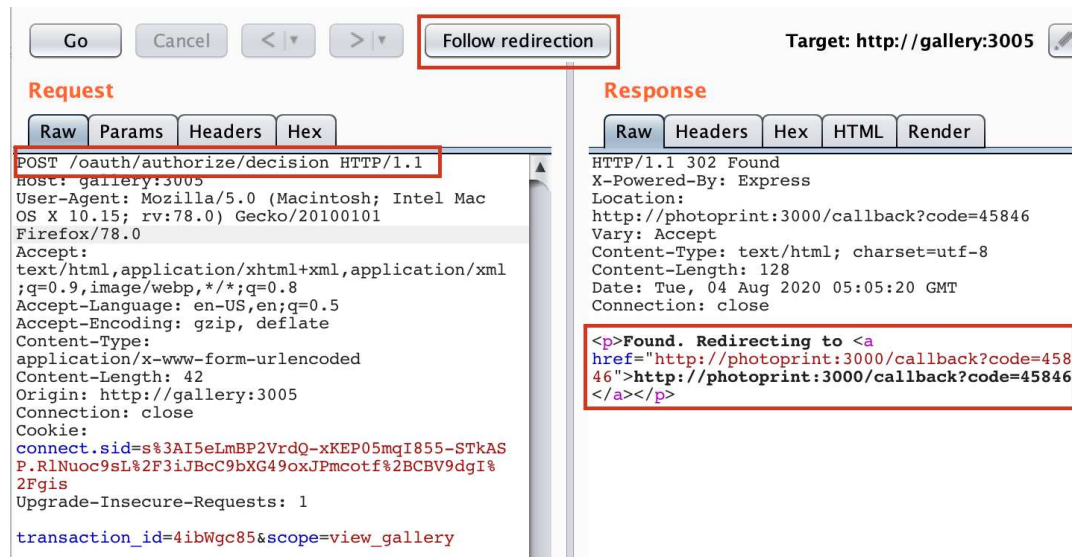 Go
Cancel
<
>
Follow redirection
Target: http://gallery:3005
Request
Raw
Params
Headers
Hex
POST /oauth/authorize/decision HTTP/1.1
Host: gallery:3005
User-Agent: Mozilla/5.0 (Macintosh; Intel Mac
OS X 10.15; rv:78.0) Gecko/20100101
Firefox/78.0
Accept:
text/html,application/xhtml+xml,application/xml
;q=0.9,image/webp,*/*;q=0.8
Accept-Language: en-US,en;q=0.5
Accept-Encoding: gzip, deflate
Content-Type:
application/x-www-form-urlencoded
Content-Length: 42
Origin: http://gallery:3005
Connection: close
Cookie:
connect.sid=s%3AI5eLmBP2VrdQ-xKEP05mqI855-STkAS
P.RlNuoc9sL%2F3iJBcC9bXG49oxJPmcotf%2BCBV9dgI%
2Fgis
Upgrade-Insecure-Requests: 1
transaction_id=4ibWgc85&scope=view_gallery
Response
Raw
Headers
Hex
HTML
Render
HTTP/1.1 302 Found
X-Powered-By: Express
Location:
http://photoprint:3000/callback?code=45846
Vary: Accept
Content-Type: text/html; charset=utf-8
Content-Length: 128
Date: Tue, 04 Aug 2020 05:05:20 GMT
Connection: close
<p>Found. Redirecting to <a
href="http://photoprint:3000/callback?code=458
46">http://photoprint:3000/callback?code=45846
</a></p>